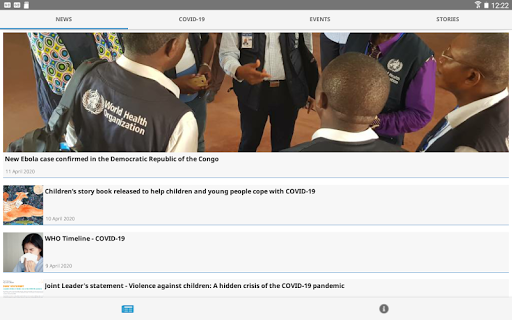 12:22
NEWS
COVID-19
EVENTS
STORIES
World Health
Organization
New Ebola case confirmed in the Democratic Republic of the Congo
11 April 2020
Children's story book released to help children and young people cope with COVID-19
10 April 2020
WHO Timeline - COVID-19
9 April 2020
Joint Leader's statement - Violence against children: A hidden crisis of the COVID-19 pandemic